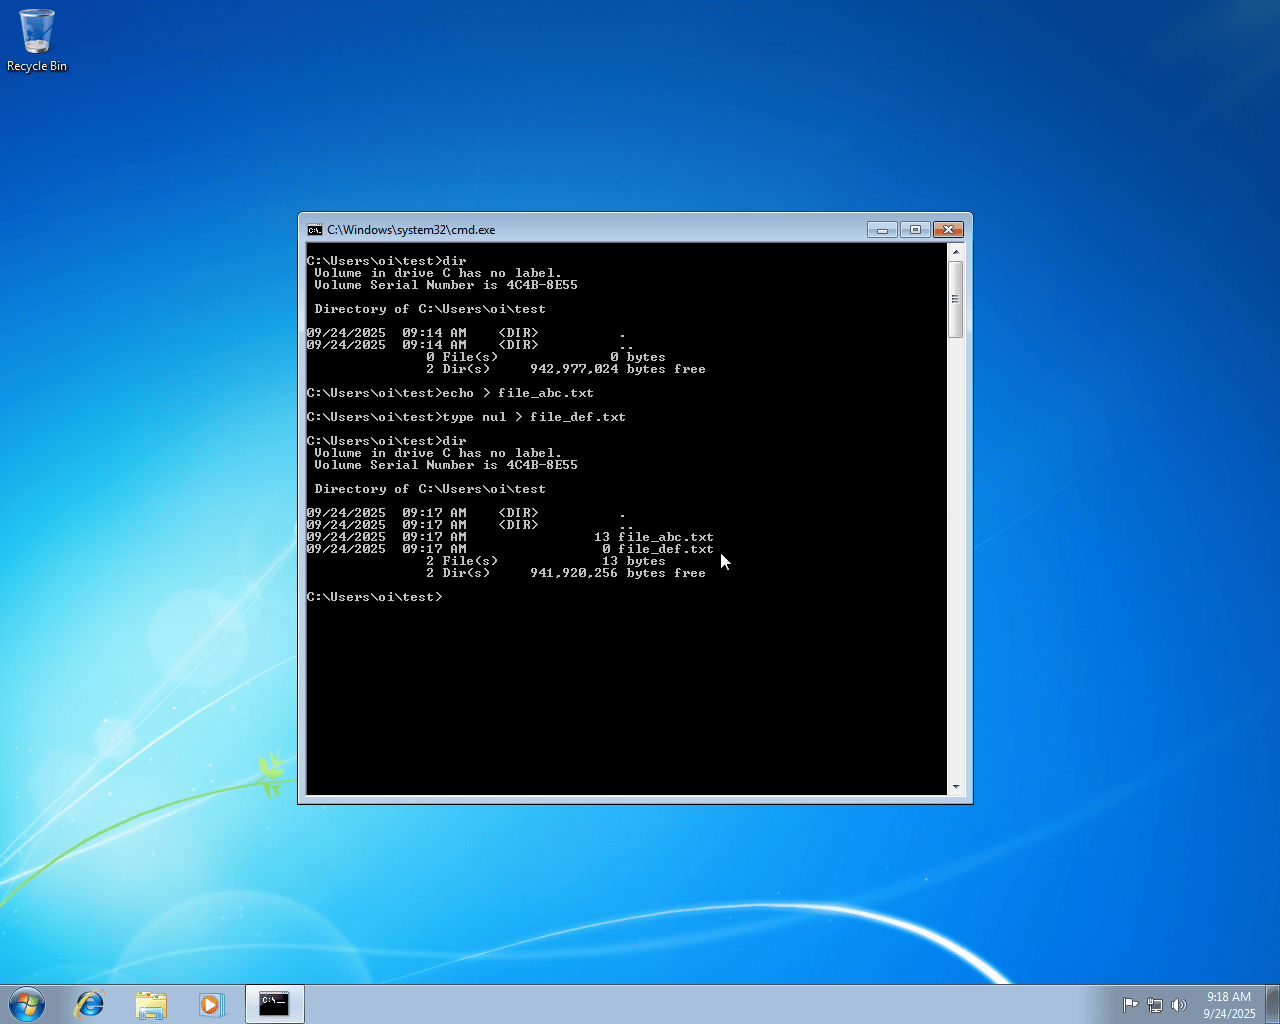 Recycle Bin
C:\Windows\system32\cmd.exe
C:\Users\oi\test>dir
 Volume in drive C has no label.
 Volume Serial Number is 4C4B-8E55
 Directory of C:\Users\oi\test
09/24/2025  09:14 AM    <DIR>          .
09/24/2025  09:14 AM    <DIR>          ..
               0 File(s)              0 bytes
               2 Dir(s)     942,977,024 bytes free
C:\Users\oi\test>echo > file_abc.txt
C:\Users\oi\test>type nul > file_def.txt
C:\Users\oi\test>dir
 Volume in drive C has no label.
 Volume Serial Number is 4C4B-8E55
 Directory of C:\Users\oi\test
09/24/2025  09:17 AM    <DIR>          .
09/24/2025  09:17 AM    <DIR>          ..
09/24/2025  09:17 AM                13 file_abc.txt
09/24/2025  09:17 AM                 0 file_def.txt
               2 File(s)             13 bytes
               2 Dir(s)     941,920,256 bytes free
C:\Users\oi\test>
9:18 AM
9/24/2025